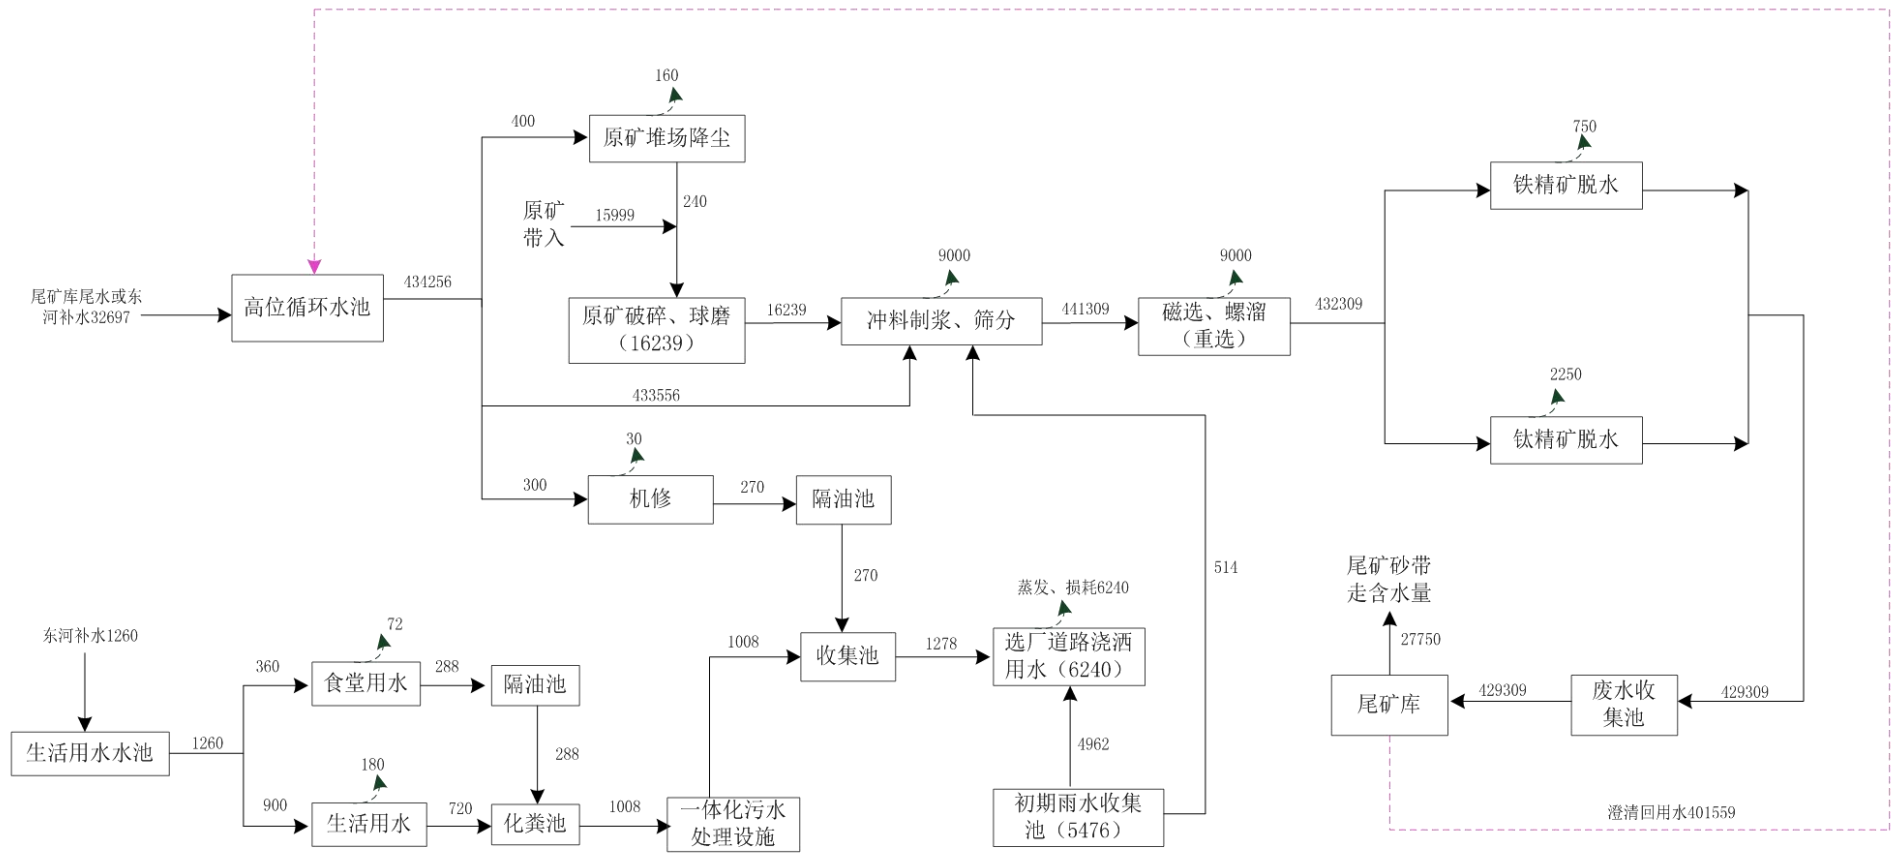 160
400
原矿堆场降尘
750
铁精矿脱水
原矿
带入
15999
240
尾矿库尾水或东
河补水32697
高位循环水池
434256
原矿破碎、球磨
（16239）
16239
9000
冲料制浆、筛分
441309
9000
磁选、螺溜
（重选）
432309
433556
2250
钛精矿脱水
30
300
机修
270
隔油池
270
514
蒸发、损耗6240
尾矿砂带
走含水量
27750
东河补水1260
生活用水水池
1260
360
72
食堂用水
288
隔油池
288
900
180
生活用水
720
化粪池
1008
一体化污水
处理设施
1008
收集池
1278
选厂道路浇洒
用水（6240）
4962
初期雨水收集
池（5476）
尾矿库
429309
废水收
集池
429309
澄清回用水401559